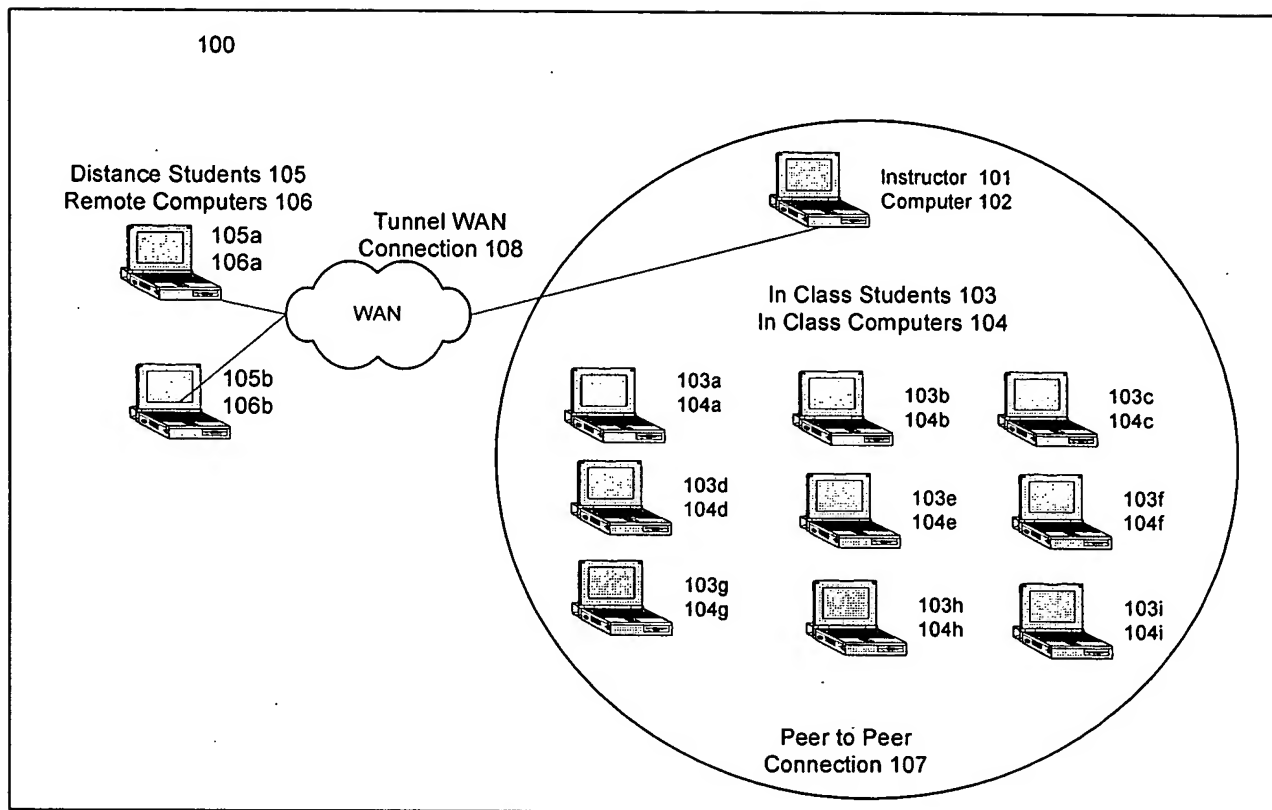 100
Distance Students 105
Remote Computers 106
105a
106a
105b
106b
Tunnel WAN
Connection 108
WAN
Instructor 101
Computer 102
In Class Students 103
In Class Computers 104
103a
104a
103b
104b
103c
104c
103d
104d
103e
104e
103f
104f
103g
104g
103h
104h
103i
104i
Peer to Peer
Connection 107